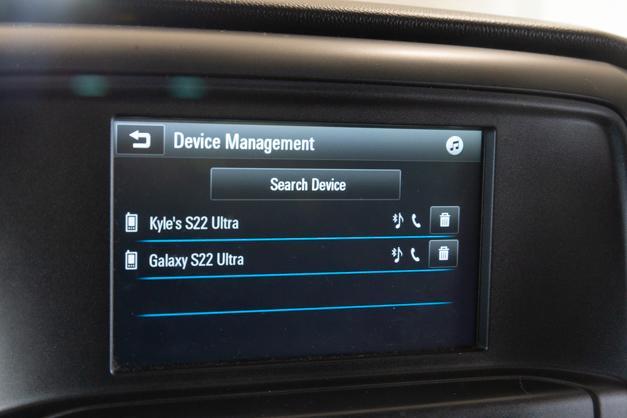 Device Management
Search Device
Kyle's S22 Ultra
Galaxy S22 Ultra